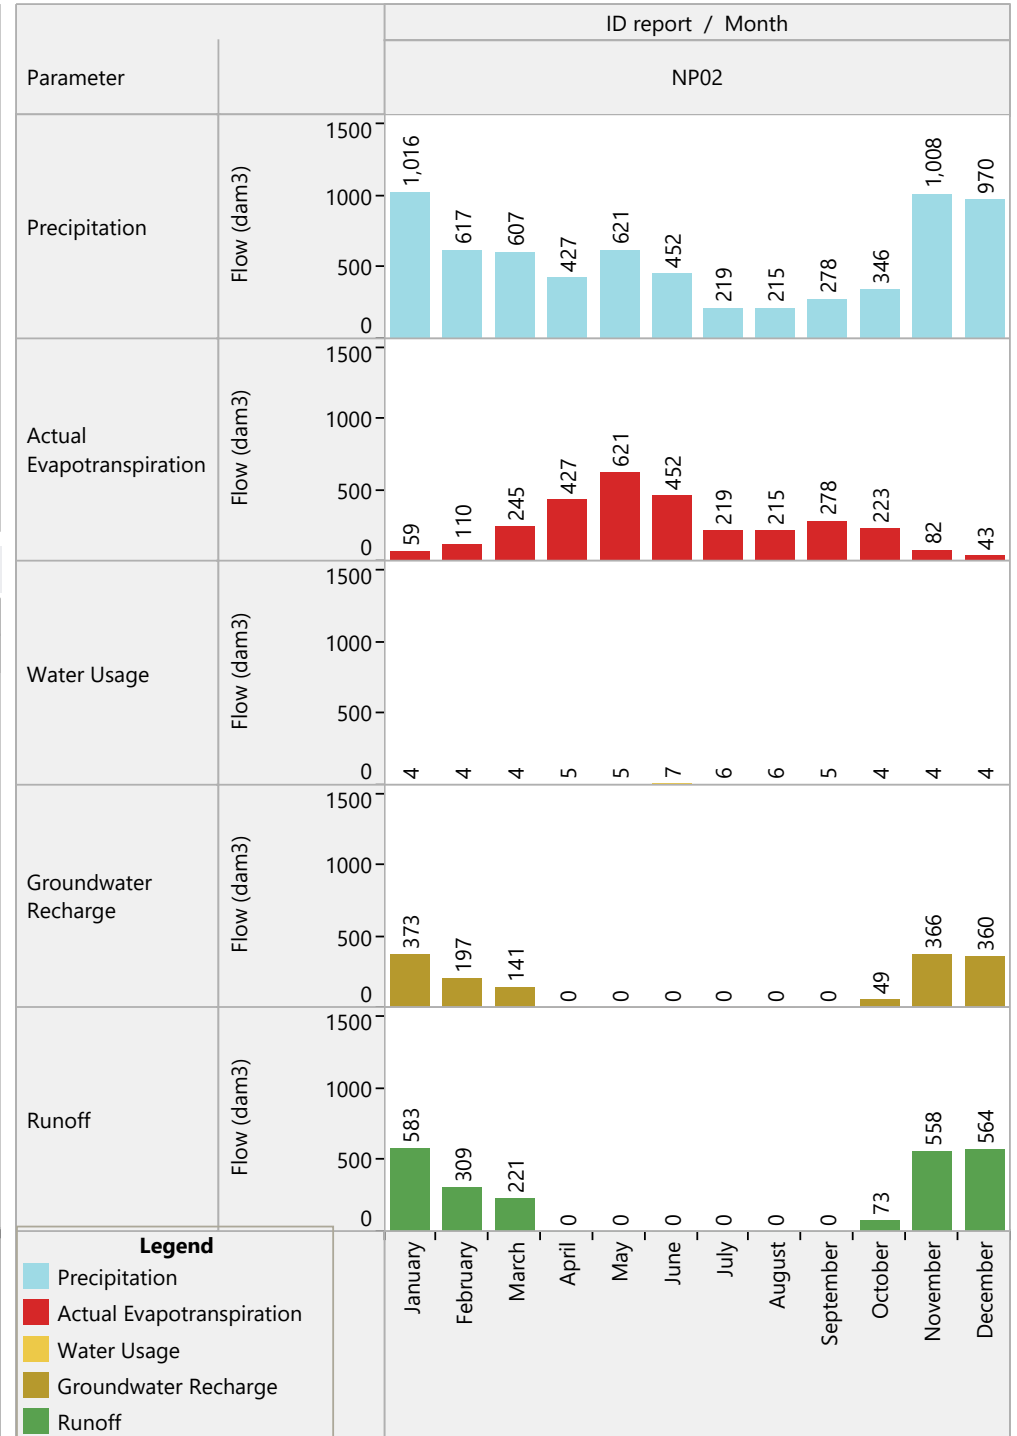 ID report / Month
Parameter
NP02
Precipitation
Flow (dam3)
1500
1000
500
0
1,016
617
607
427
621
452
219
215
278
346
1,008
970
Actual
Evapotranspiration
Flow (dam3)
1500
1000
500
0
59
110
245
427
621
452
219
215
278
223
82
43
Water Usage
Flow (dam3)
1500
1000
500
0
4
4
4
5
5
7
6
6
5
4
4
4
Groundwater
Recharge
Flow (dam3)
1500
1000
500
0
373
197
141
0
0
0
0
0
0
49
366
360
Runoff
Flow (dam3)
1500
1000
500
0
583
309
221
0
0
0
0
0
0
73
558
564
January
February
March
April
May
June
July
August
September
October
November
December
Legend
Precipitation
Actual Evapotranspiration
Water Usage
Groundwater Recharge
Runoff